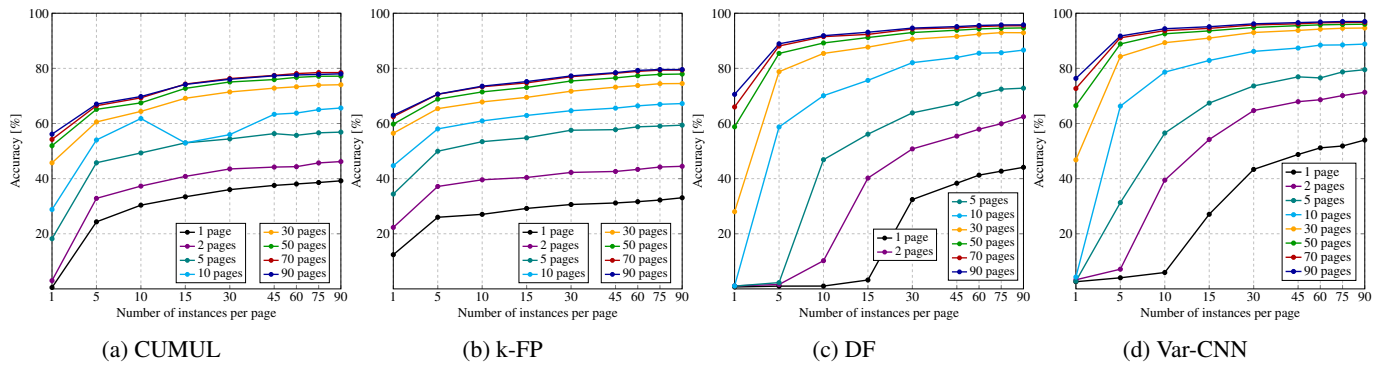 100
80
60
40
20
Accuracy [%]
1 5 10 15 30 45 60 75 90
Number of instances per page
1 page
2 pages
5 pages
10 pages
30 pages
50 pages
70 pages
90 pages
(a) CUMUL
100
80
60
40
20
Accuracy [%]
1 5 10 15 30 45 60 75 90
Number of instances per page
1 page
2 pages
5 pages
10 pages
30 pages
50 pages
70 pages
90 pages
(b) k-FP
100
80
60
40
20
Accuracy [%]
1 5 10 15 30 45 60 75 90
Number of instances per page
1 page
2 pages
5 pages
10 pages
30 pages
50 pages
70 pages
90 pages
(c) DF
100
80
60
40
20
Accuracy [%]
1 5 10 15 30 45 60 75 90
Number of instances per page
1 page
2 pages
5 pages
10 pages
30 pages
50 pages
70 pages
90 pages
(d) Var-CNN